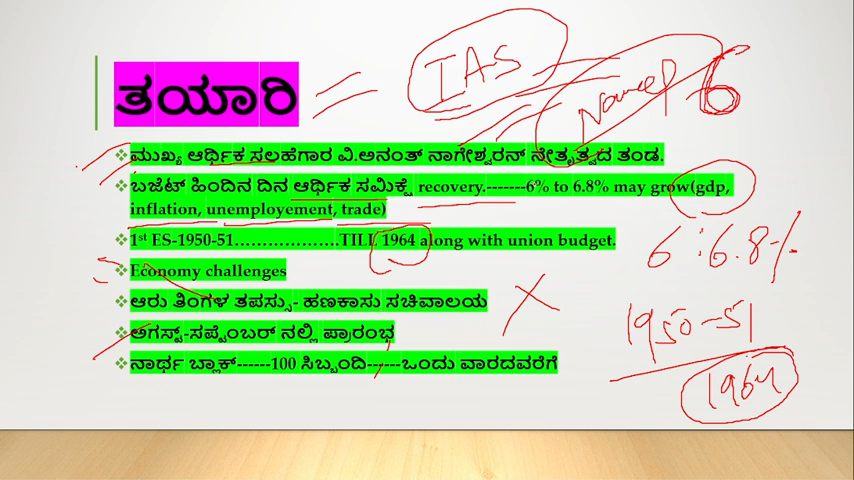 ತಯಾರಿ
IAS
6
ಮುಖ್ಯ ಆರ್ಥಿಕ ಸಲಹೆಗಾರ ವಿ.ಅನಂತ್ ನಾಗೇಶ್ವರನ್ ನೇತೃತ್ವದ ತಂಡ.
ಬಜೆಟ್ ಹಿಂದಿನ ದಿನ ಆರ್ಥಿಕ ಸಮಿಕ್ಷೆ recovery.-------6% to 6.8% may grow(gdp,
inflation, unemployement, trade)
1st ES-1950-51………………..TILL 1964 along with union budget.
Economy challenges
ಆರು ತಿಂಗಳ ತಪಸ್ಸು- ಹಣಕಾಸು ಸಚಿವಾಲಯ
ಅಗಸ್ಟ್-ಸಪ್ಟೆಂಬರ್ ನಲ್ಲಿ ಪ್ರಾರಂಭ
ನಾರ್ಥ ಬ್ಲಾಕ್------100 ಸಿಬ್ಬಂದಿ------ಒಂದು ವಾರದವರೆಗೆ
6:6.8%
1950-51
1964